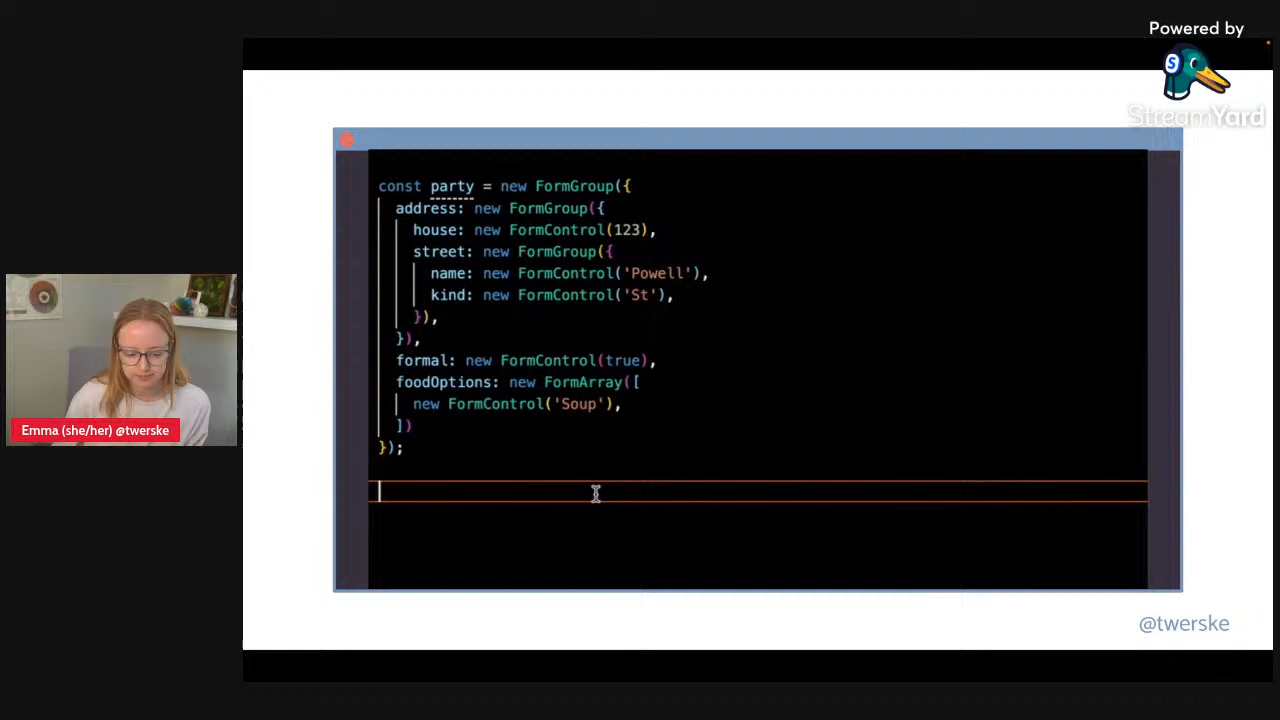 Powered by
S
StreamYard
const party = new FormGroup({
address: new FormGroup({
house: new FormControl(123),
street: new FormGroup({
name: new FormControl('Powell'),
kind: new FormControl('St'),
}),
}),
formal: new FormControl(true),
foodOptions: new FormArray([
new FormControl('Soup'),
])
});
Emma (she/her) @twerske
@twerske